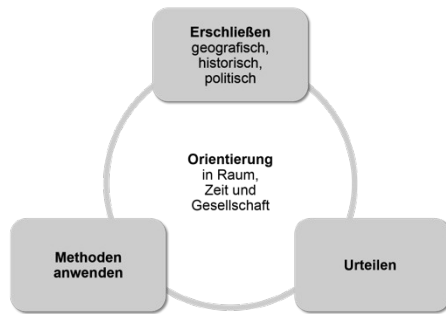 Erschließen
geografisch,
historisch,
politisch
Orientierung
in Raum,
Zeit und
Gesellschaft
Methoden
anwenden
Urteilen